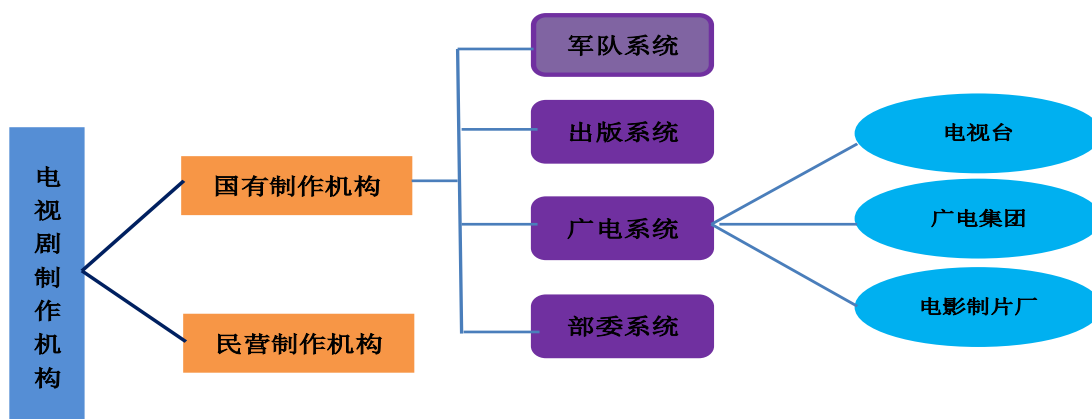 电视剧制作机构
国有制作机构
民营制作机构
军队系统
出版系统
广电系统
部委系统
电视台
广电集团
电影制片厂